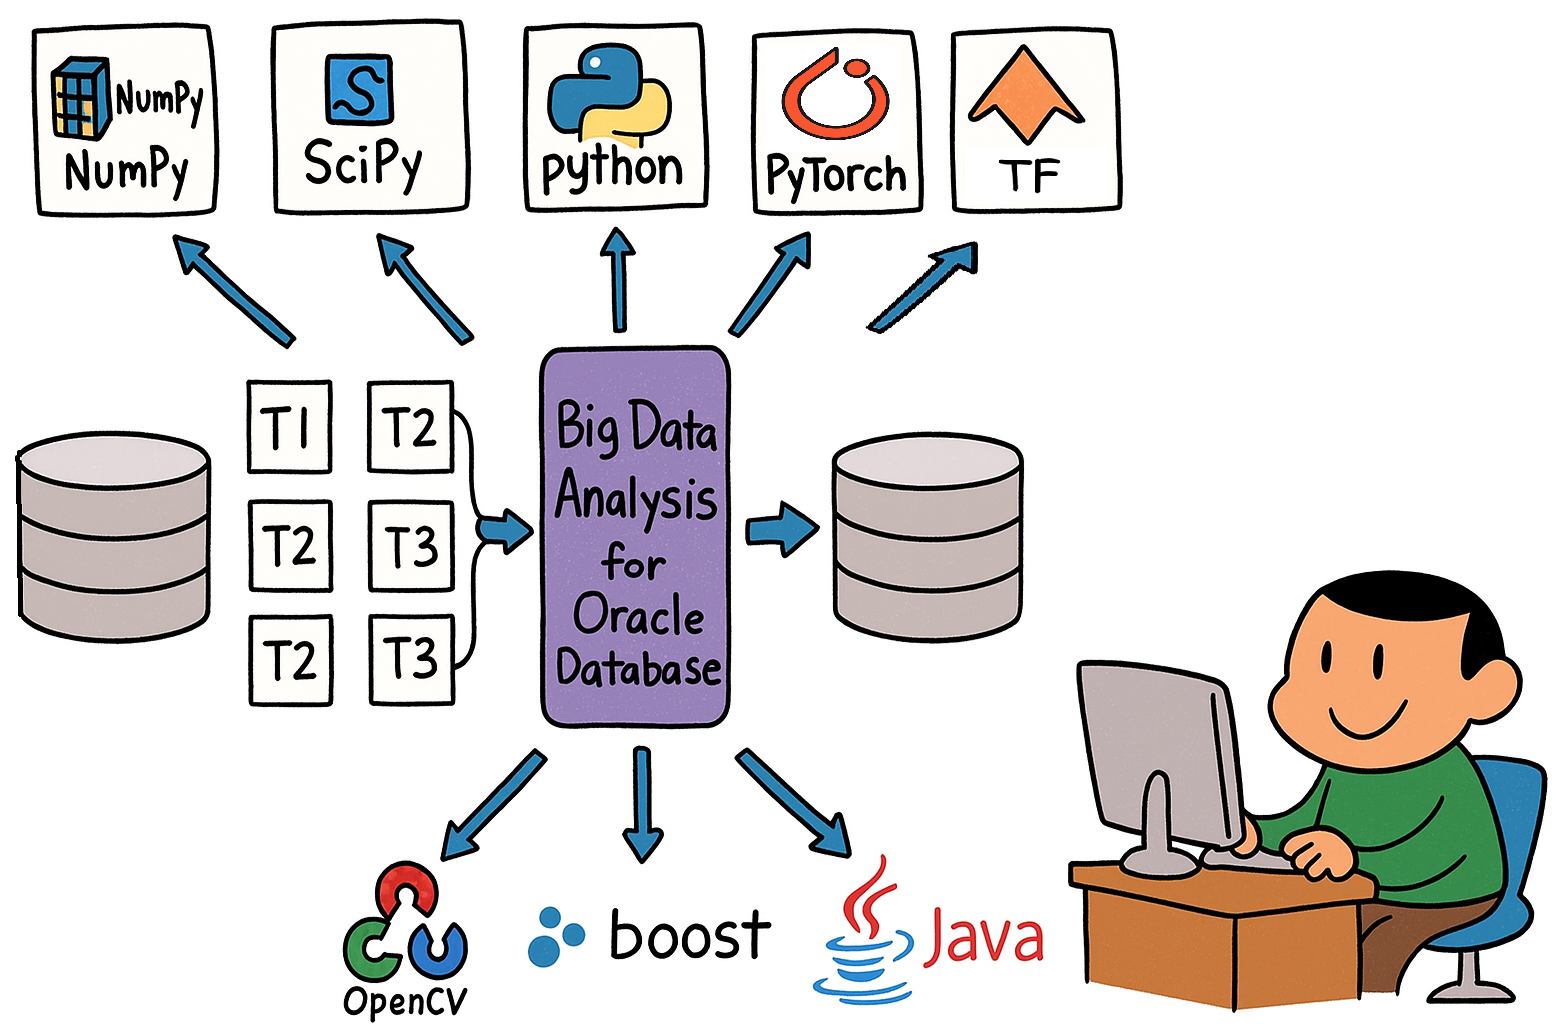 NumPy
NumPy
SciPy
python
PyTorch
TF
T1
T2
T2
T3
T2
T3
Big Data
Analysis
for
Oracle
Database
OpenCV
boost
Java